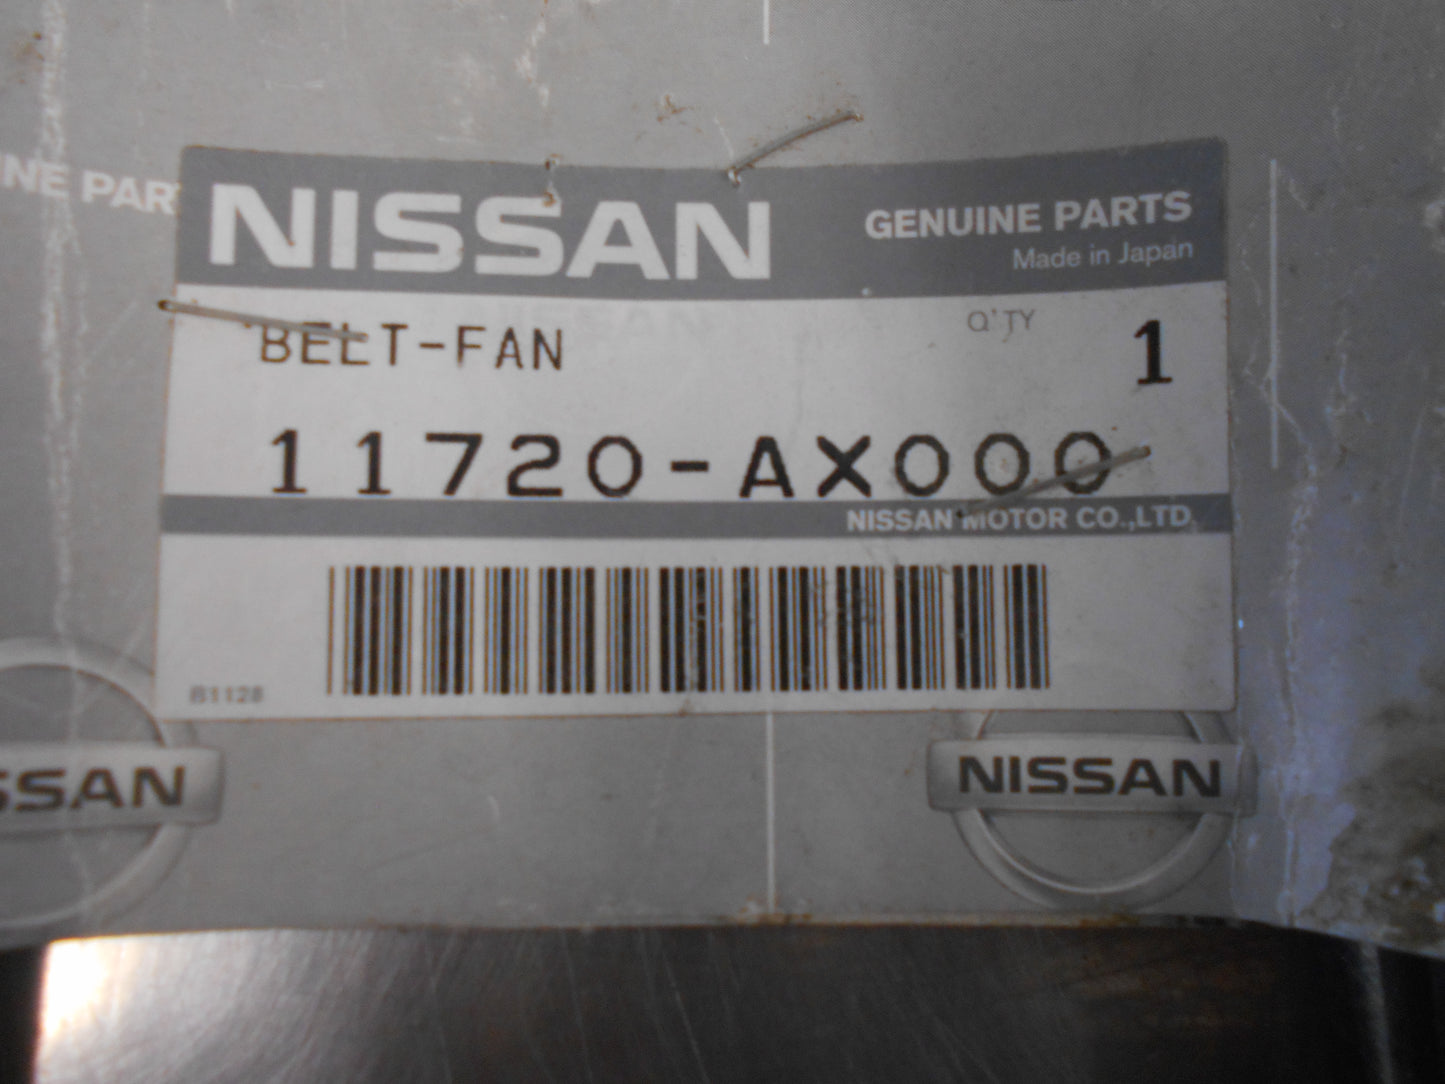 INE PAR
NISSAN
GENUINE PARTS
Made in Japan
BELT-FAN
Q'TY
1
11720-AX000
NISSAN MOTOR CO.,LTD
B1128
SSAN
NISSAN